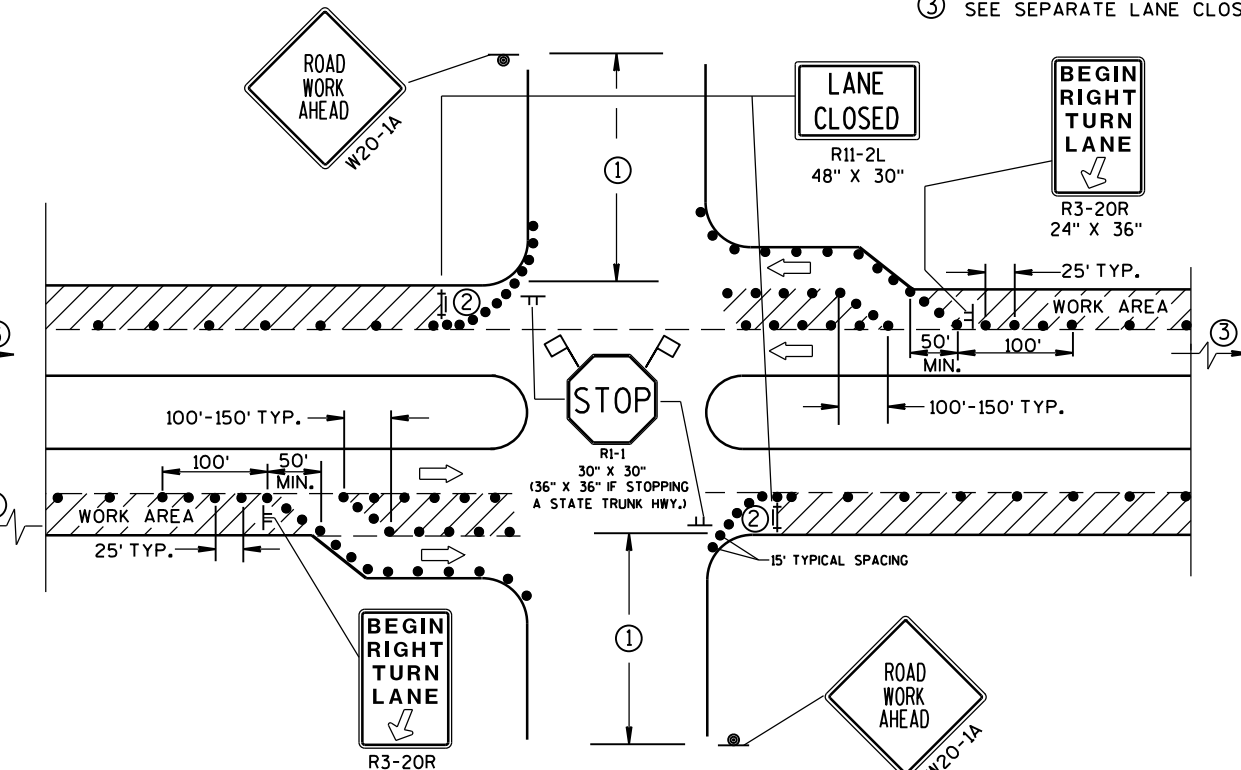 ③ SEE SEPARATE LANE CLOS
ROAD
WORK
AHEAD
W20-1A
①
LANE
CLOSED
R11-2L
48" X 30"
BEGIN
RIGHT
TURN
LANE
R3-20R
24" X 36"
25' TYP.
②
WORK AREA
③
50'
MIN.
100'
100'-150' TYP.
STOP
R1-1
30" X 30"
(36" X 36" IF STOPPING
A STATE TRUNK HWY.)
100'-150' TYP.
100'
50'
MIN.
WORK AREA
②
25' TYP.
15' TYPICAL SPACING
①
BEGIN
RIGHT
TURN
LANE
R3-20R
ROAD
WORK
AHEAD
W20-1A